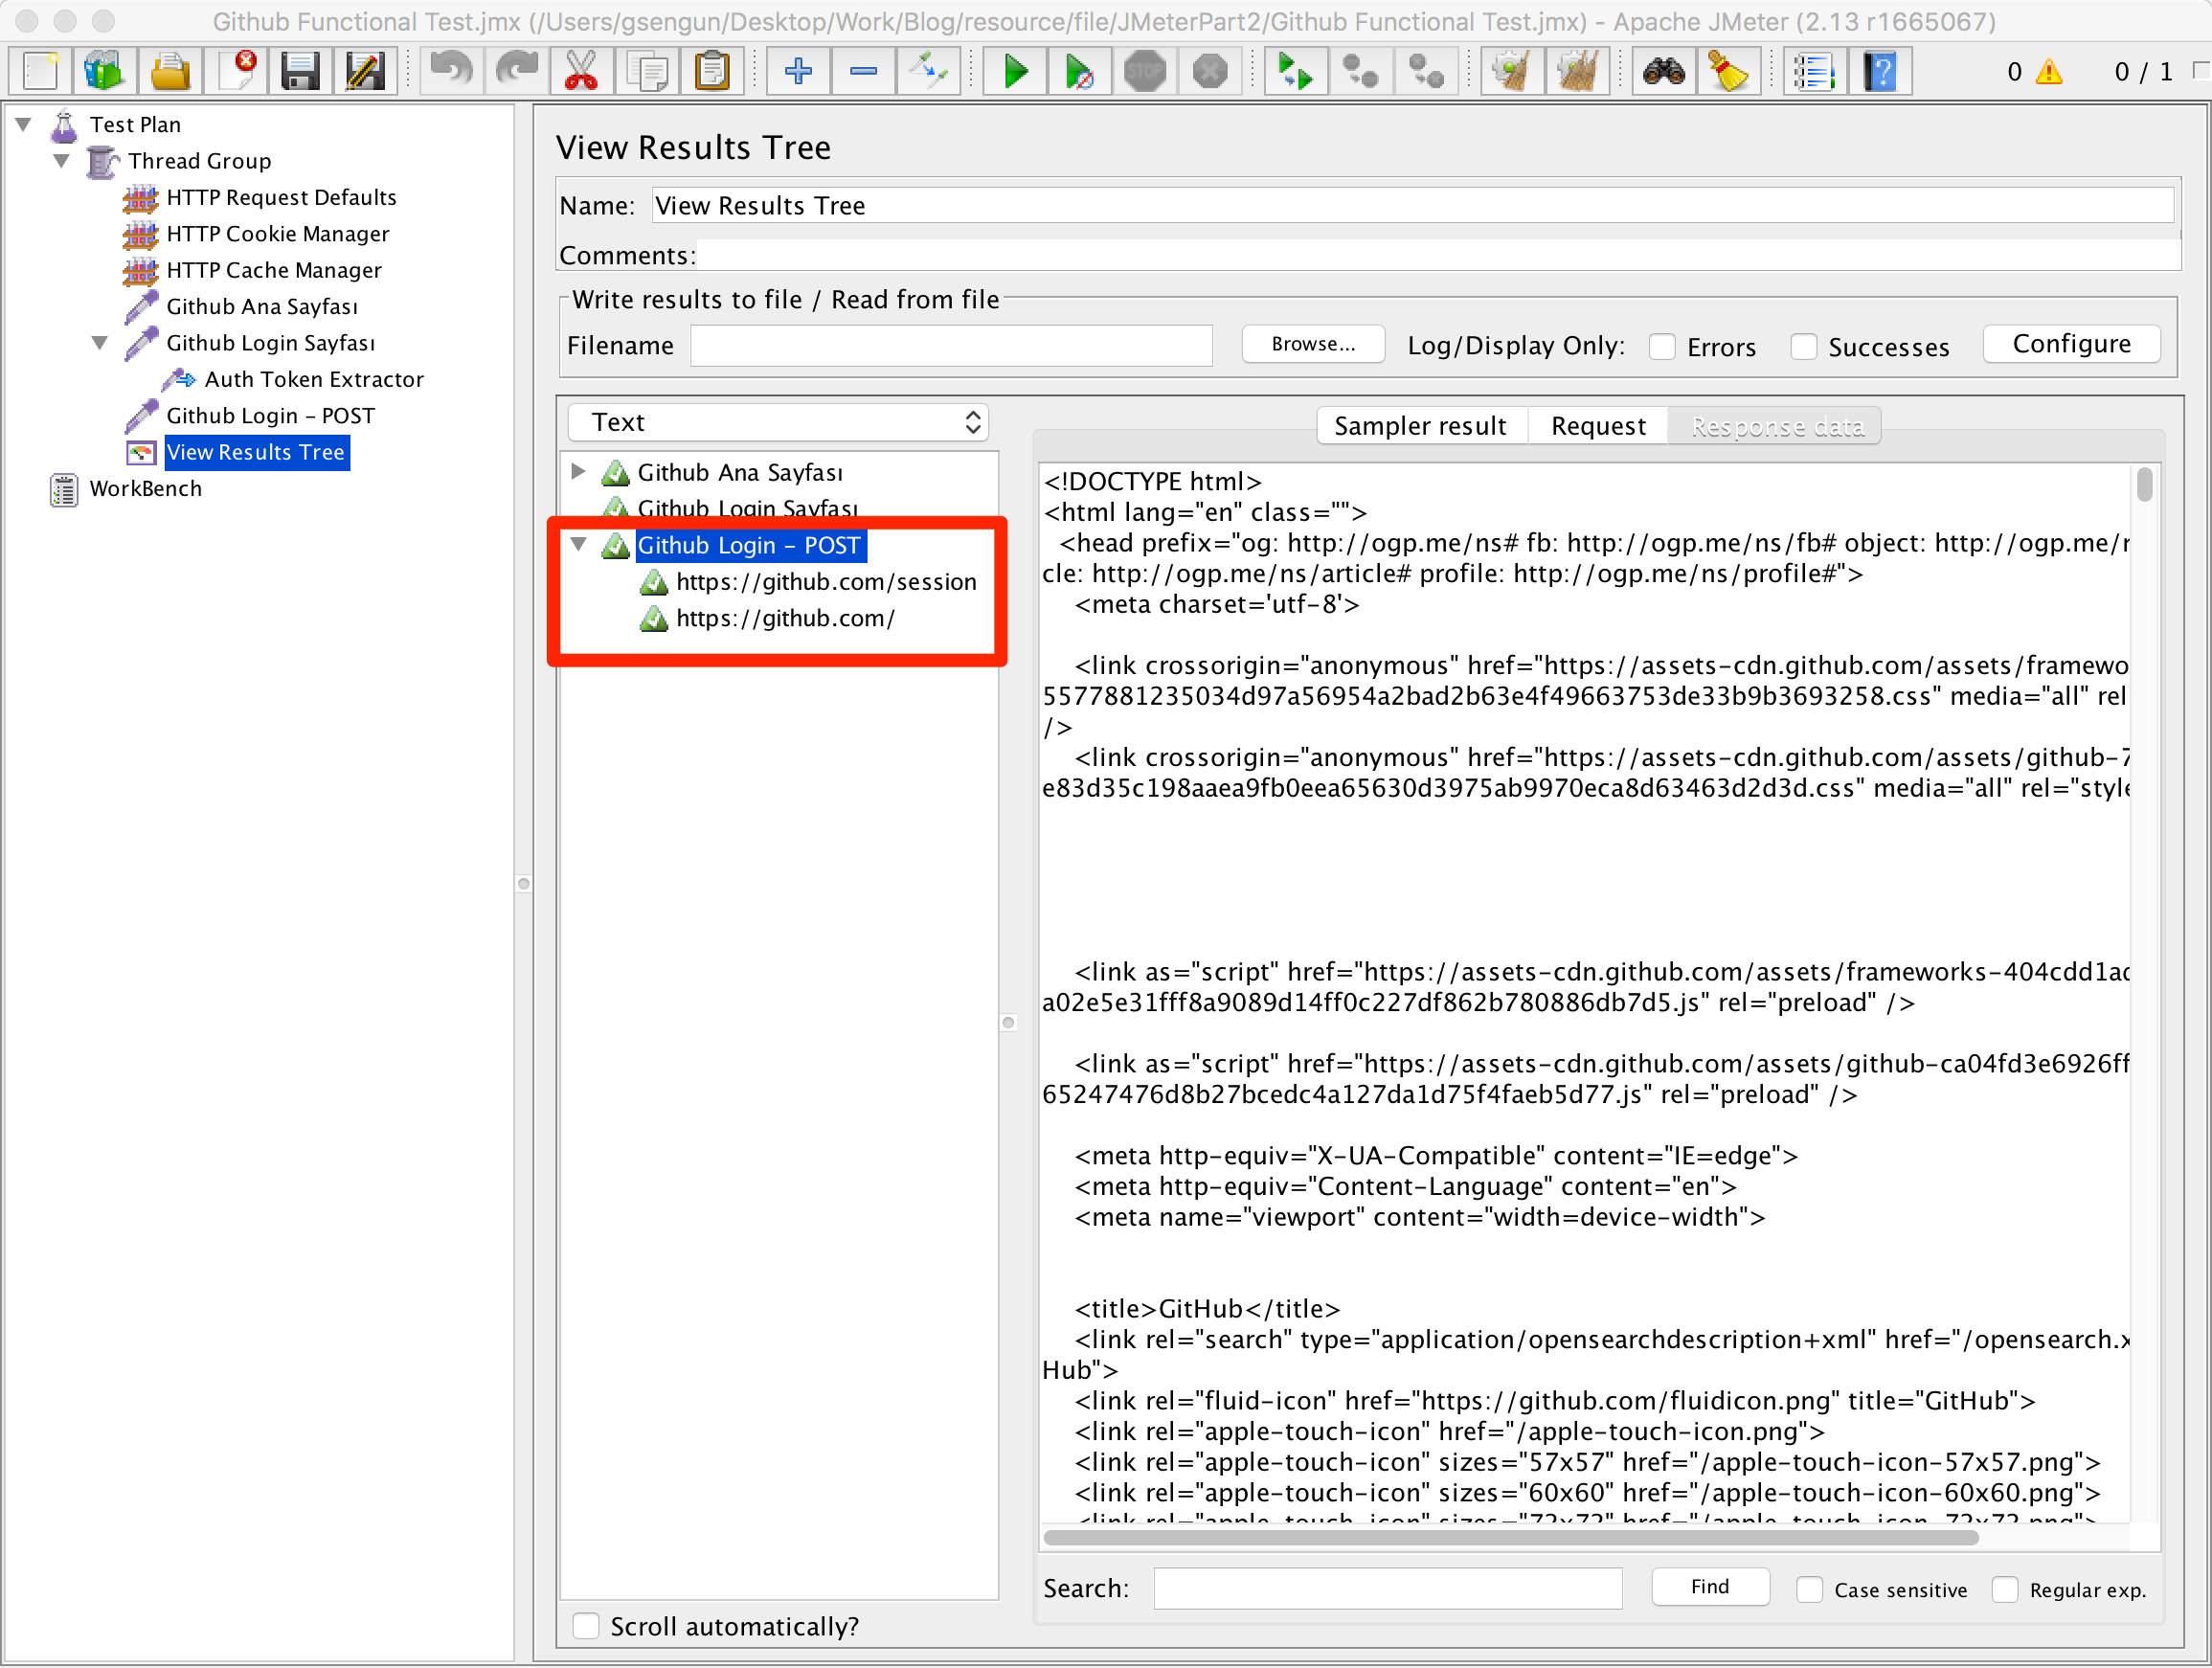 Github Functional Test.jmx (/Users/gsengun/Desktop/Work/Blog/resource/file/JMeterPart2/Github Functional Test.jmx) - Apache JMeter (2.13 r1665067)
STOP
0
0 / 1
Test Plan
Thread Group
HTTP Request Defaults
HTTP Cookie Manager
HTTP Cache Manager
Github Ana Sayfası
Github Login Sayfası
Auth Token Extractor
Github Login - POST
View Results Tree
WorkBench
View Results Tree
Name: View Results Tree
Comments:
Write results to file / Read from file
Filename Browse... Log/Display Only: Errors Successes Configure
Text
Github Ana Sayfası
Github Login Sayfası
Github Login - POST
https://github.com/session
https://github.com/
Scroll automatically?
Sampler result Request Response data
<!DOCTYPE html>
<html lang="en" class="">
<head prefix="og: http://ogp.me/ns# fb: http://ogp.me/ns/fb# object: http://ogp.me/
cle: http://ogp.me/ns/article# profile: http://ogp.me/ns/profile#">
<meta charset='utf-8'>
<link crossorigin="anonymous" href="https://assets-cdn.github.com/assets/framewo
5577881235034d97a56954a2bad2b63e4f49663753de33b9b3693258.css" media="all" rel
/>
<link crossorigin="anonymous" href="https://assets-cdn.github.com/assets/github-7
e83d35c198aaea9fb0eea65630d3975ab9970eca8d63463d2d3d.css" media="all" rel="style
<link as="script" href="https://assets-cdn.github.com/assets/frameworks-404cdd1ac
a02e5e31fff8a9089d14ff0c227df862b780886db7d5.js" rel="preload" />
<link as="script" href="https://assets-cdn.github.com/assets/github-ca04fd3e6926ff
65247476d8b27bcedc4a127da1d75f4faeb5d77.js" rel="preload" />
<meta http-equiv="X-UA-Compatible" content="IE=edge">
<meta http-equiv="Content-Language" content="en">
<meta name="viewport" content="width=device-width">
<title>GitHub</title>
<link rel="search" type="application/opensearchdescription+xml" href="/opensearch.x
Hub">
<link rel="fluid-icon" href="https://github.com/fluidicon.png" title="GitHub">
<link rel="apple-touch-icon" href="/apple-touch-icon.png">
<link rel="apple-touch-icon" sizes="57x57" href="/apple-touch-icon-57x57.png">
<link rel="apple-touch-icon" sizes="60x60" href="/apple-touch-icon-60x60.png">
<link rel="apple-touch-icon" sizes="72x72" href="/apple-touch-icon-72x72.png">
Search: Find Case sensitive Regular exp.